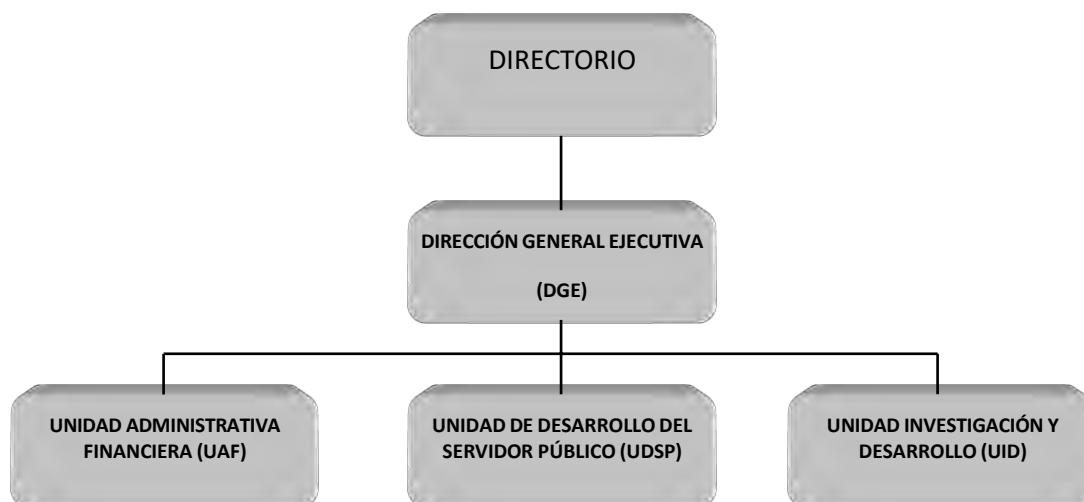 DIRECTORIO
DIRECCIÓN GENERAL EJECUTIVA
(DGE)
UNIDAD ADMINISTRATIVA
FINANCIERA (UAF)
UNIDAD DE DESARROLLO DEL
SERVIDOR PÚBLICO (UDSP)
UNIDAD INVESTIGACIÓN Y
DESARROLLO (UID)